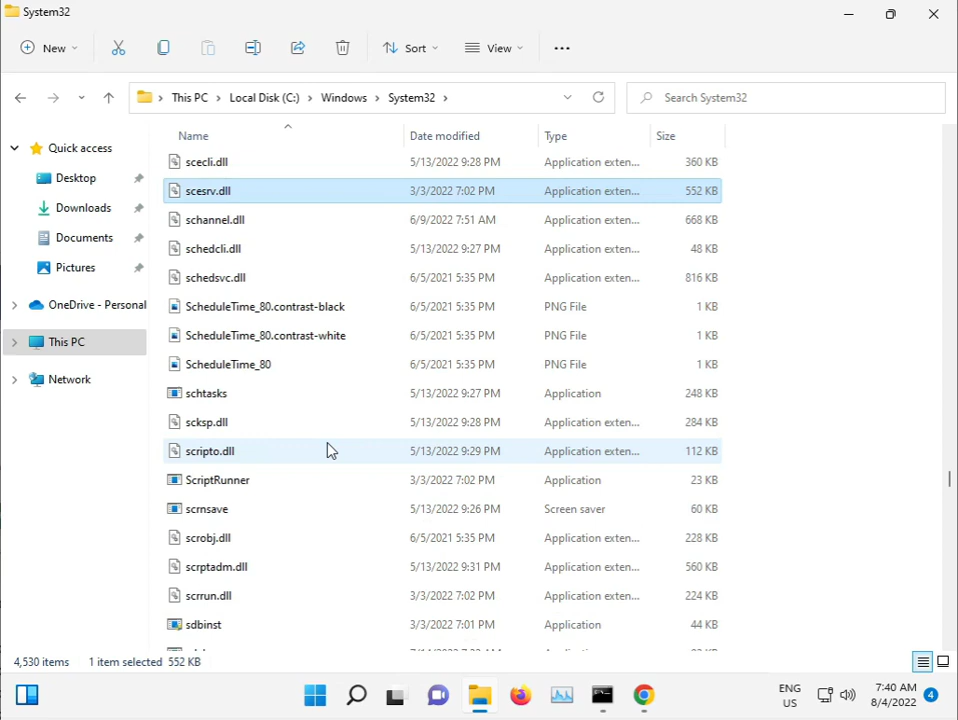 System32
New Sort View
This PC Local Disk (C:) Windows System32
Search System32
Name Date modified Type Size
Quick access
Desktop
Downloads
Documents
Pictures
OneDrive - Personal
This PC
Network
scecli.dll 5/13/2022 9:28 PM Application exten... 360 KB
scesrv.dll 3/3/2022 7:02 PM Application exten... 552 KB
schannel.dll 6/9/2022 7:51 AM Application exten... 668 KB
schedcli.dll 5/13/2022 9:27 PM Application exten... 48 KB
schedsvc.dll 6/5/2021 5:35 PM Application exten... 816 KB
ScheduleTime_80.contrast-black 6/5/2021 5:35 PM PNG File 1 KB
ScheduleTime_80.contrast-white 6/5/2021 5:35 PM PNG File 1 KB
ScheduleTime_80 6/5/2021 5:35 PM PNG File 1 KB
schtasks 5/13/2022 9:27 PM Application 248 KB
scksp.dll 5/13/2022 9:28 PM Application exten... 284 KB
scripto.dll 5/13/2022 9:29 PM Application exten... 112 KB
ScriptRunner 3/3/2022 7:02 PM Application 23 KB
scrnsave 5/13/2022 9:26 PM Screen saver 60 KB
scrobj.dll 6/5/2021 5:35 PM Application exten... 228 KB
scrptadm.dll 5/13/2022 9:31 PM Application exten... 560 KB
scrrun.dll 3/3/2022 7:02 PM Application exten... 224 KB
sdbinst 3/3/2022 7:01 PM Application 44 KB
4,530 items 1 item selected 552 KB
ENG
US
7:40 AM
8/4/2022
4